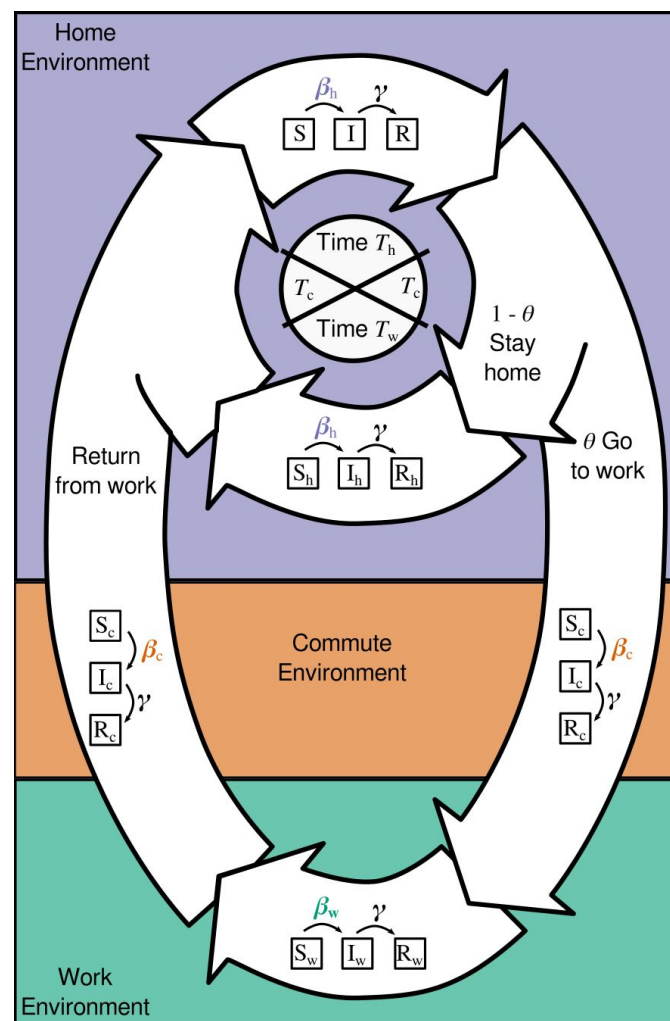 Home
Environment
βh γ
S I R
Time Th
Tc Tc
Time Tw
1 - θ
Stay
home
βh γ
Sh Ih Rh
Return
from work
θ Go
to work
Sc
βc
Ic
γ
Rc
Commute
Environment
Sc
βc
Ic
γ
Rc
βw γ
Sw Iw Rw
Work
Environment